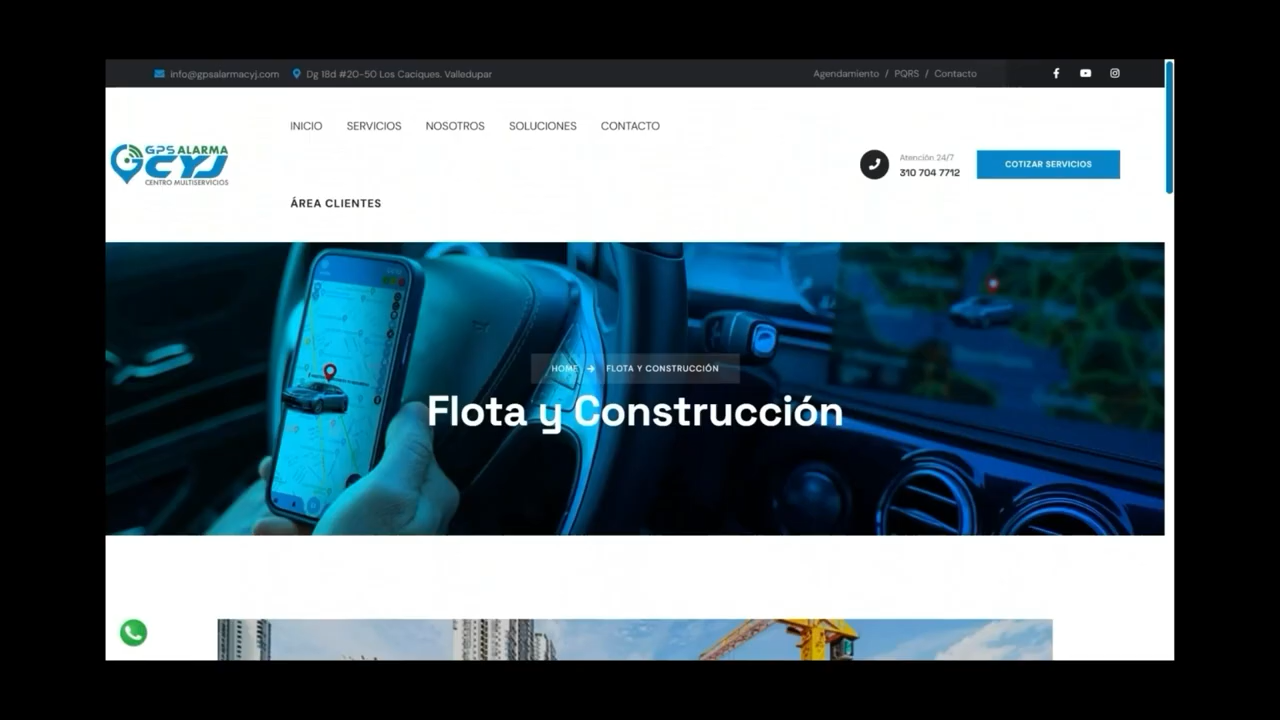 info@gpsalarmacyj.com Dg 18d #20-50 Los Caciques. Valledupar Agendamiento / PQRS / Contacto
INICIO SERVICIOS NOSOTROS SOLUCIONES CONTACTO
GPS ALARMA
CYJ
CENTRO MULTISERVICIOS
Atención 24/7
310 704 7712
COTIZAR SERVICIOS
ÁREA CLIENTES
HOME FLOTA Y CONSTRUCCIÓN
Flota y Construcción